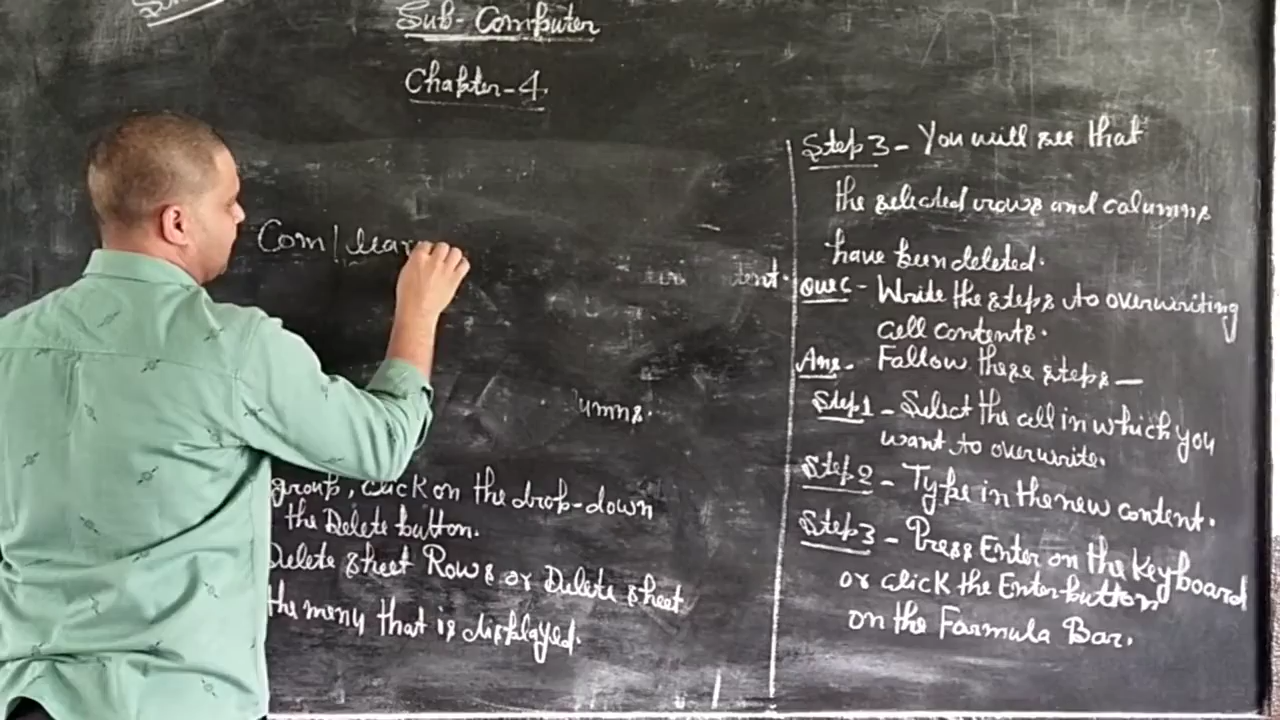 Sub- Computer
Chapter-4
Com/lear
tent.
umns.
group, click on the drop-down
the Delete button.
Delete sheet Rows or Delete sheet
the meny that is displayed.
Step 3 - You will see that
the selected rows and columns
have been deleted.
Ques - Write the steps to overwriting
cell contents.
Ans. Follow these steps —
Step 1 - Select the cell in which you
want to overwrite.
Step 2 - Type in the new content.
Step 3 - Press Enter on the Keyboard
or click the Enter button
on the Formula Bar.